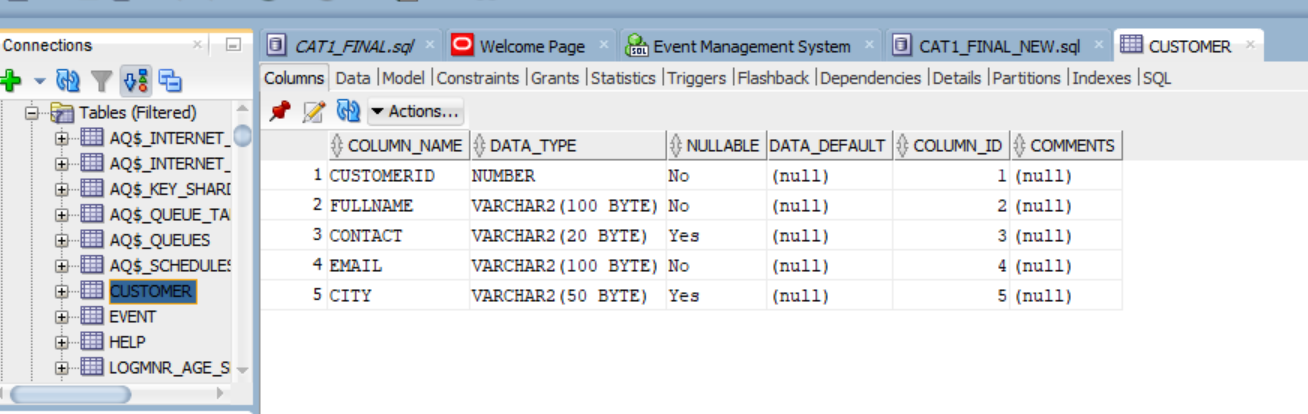 Connections
CAT1_FINAL.sql
Welcome Page
Event Management System
CAT1_FINAL_NEW.sql
CUSTOMER
Columns Data |Model |Constraints |Grants |Statistics |Triggers |Flashback |Dependencies |Details |Partitions |Indexes |SQL
Actions...
Tables (Filtered)
AQ$_INTERNET_
AQ$_INTERNET_
AQ$_KEY_SHARD
AQ$_QUEUE_TA
AQ$_QUEUES
AQ$_SCHEDULES
CUSTOMER
EVENT
HELP
LOGMNR_AGE_S
COLUMN_NAME DATA_TYPE NULLABLE DATA_DEFAULT COLUMN_ID COMMENTS
1 CUSTOMERID NUMBER No (null) 1 (null)
2 FULLNAME VARCHAR2(100 BYTE) No (null) 2 (null)
3 CONTACT VARCHAR2(20 BYTE) Yes (null) 3 (null)
4 EMAIL VARCHAR2(100 BYTE) No (null) 4 (null)
5 CITY VARCHAR2(50 BYTE) Yes (null) 5 (null)